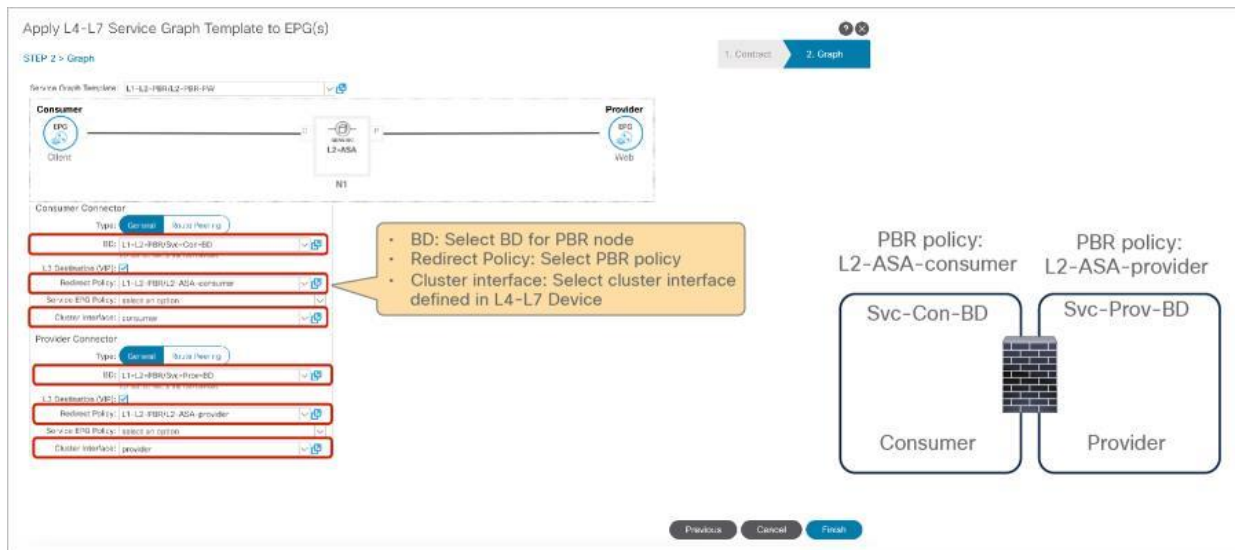 Apply L4-L7 Service Graph Template to EPG(s)
STEP 2 > Graph
1. Contract
2. Graph
Service Graph Template: L1-L2-PBR/L2-PBR-FW
Consumer
Provider
EPG
EPG
Client
L2-ASA
Web
N1
Consumer Connector
Type: General Route Peering
BD: L1-L2-PBR/Svc-Con-BD
L3 Destination (VIP):
Redirect Policy: L1-L2-PBR/L2-ASA-consumer
Service EPG Policy: select an option
Cluster Interface: consumer
Provider Connector
Type: General Route Peering
BD: L1-L2-PBR/Svc-Prov-BD
L3 Destination (VIP):
Redirect Policy: L1-L2-PBR/L2-ASA-provider
Service EPG Policy: select an option
Cluster Interface: provider
• BD: Select BD for PBR node
• Redirect Policy: Select PBR policy
• Cluster interface: Select cluster interface
defined in L4-L7 Device
PBR policy:
L2-ASA-consumer
PBR policy:
L2-ASA-provider
Svc-Con-BD
Svc-Prov-BD
Consumer
Provider
Previous
Cancel
Finish